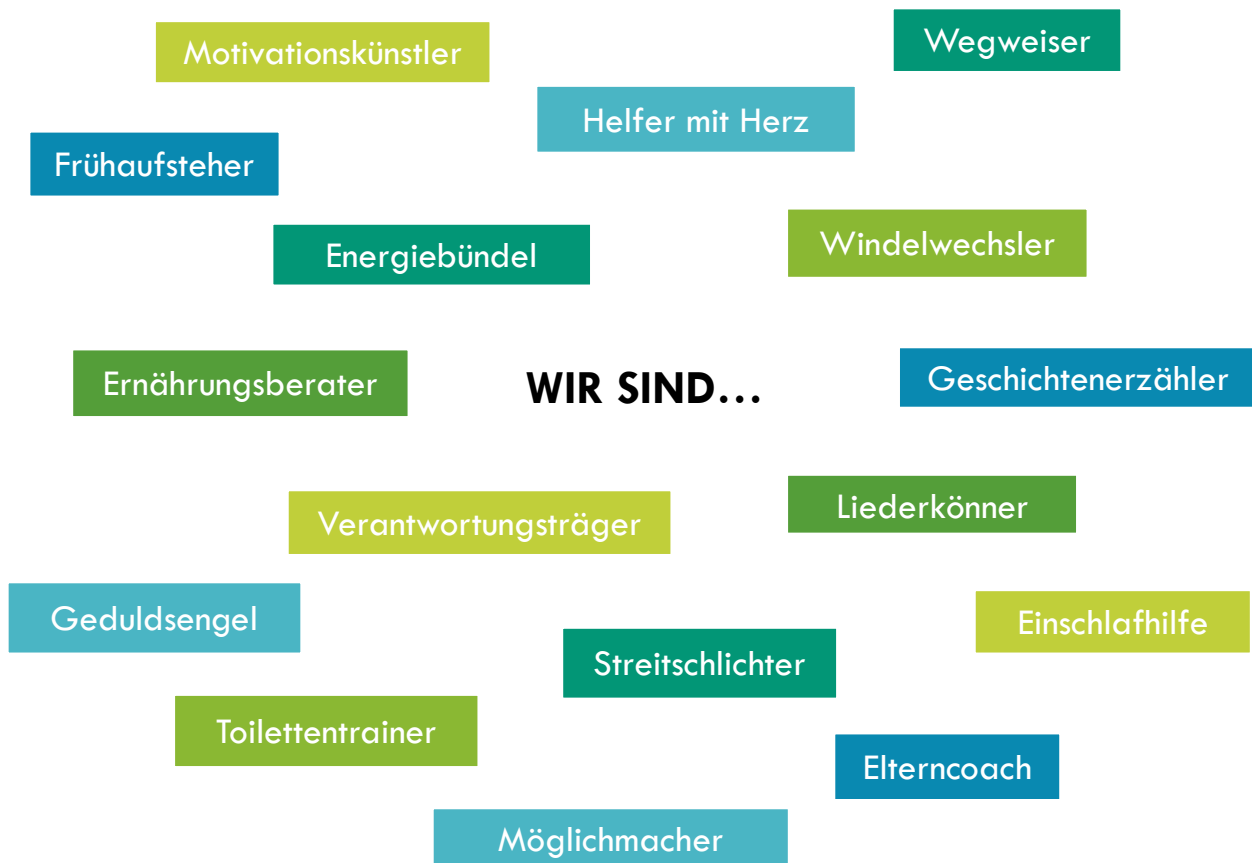 Motivationskünstler
Wegweiser
Helfer mit Herz
Frühaufsteher
Windelwechsler
Energiebündel
Ernährungsberater
WIR SIND...
Geschichtenerzähler
Liederkönner
Verantwortungsträger
Geduldsengel
Einschlafhilfe
Streitschlichter
Toilettentrainer
Elterncoach
Möglichmacher